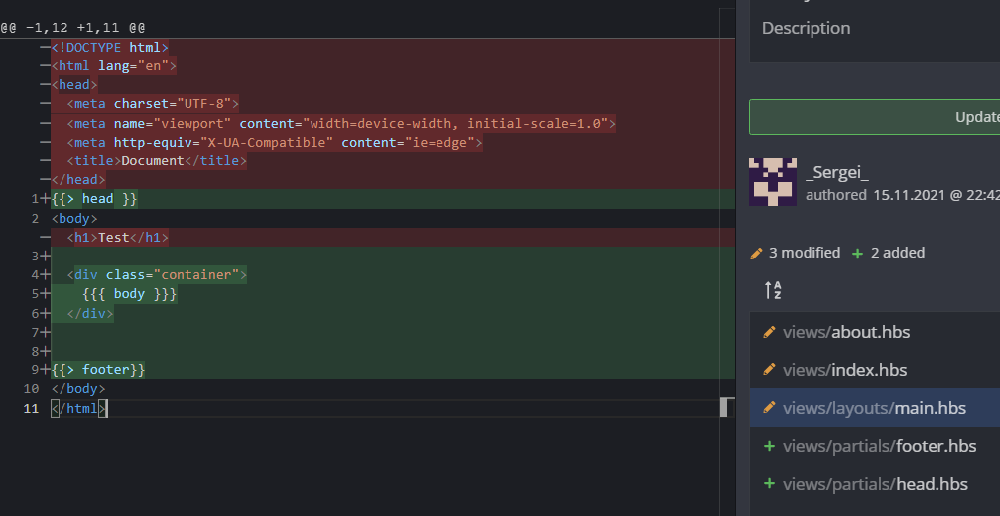 @@ -1,12 +1,11 @@
-<!DOCTYPE html>
-<html lang="en">
-<head>
-  <meta charset="UTF-8">
-  <meta name="viewport" content="width=device-width, initial-scale=1.0">
-  <meta http-equiv="X-UA-Compatible" content="ie=edge">
-  <title>Document</title>
-</head>
1+{{> head }}
2 <body>
-  <h1>Test</h1>
3+
4+  <div class="container">
5+    {{{ body }}}
6+  </div>
7+
8+
9+{{> footer}}
10 </body>
11 </html>
Description
Update
_Sergei_
authored 15.11.2021 @ 22:42
3 modified + 2 added
A
Z
views/about.hbs
views/index.hbs
views/layouts/main.hbs
+ views/partials/footer.hbs
+ views/partials/head.hbs